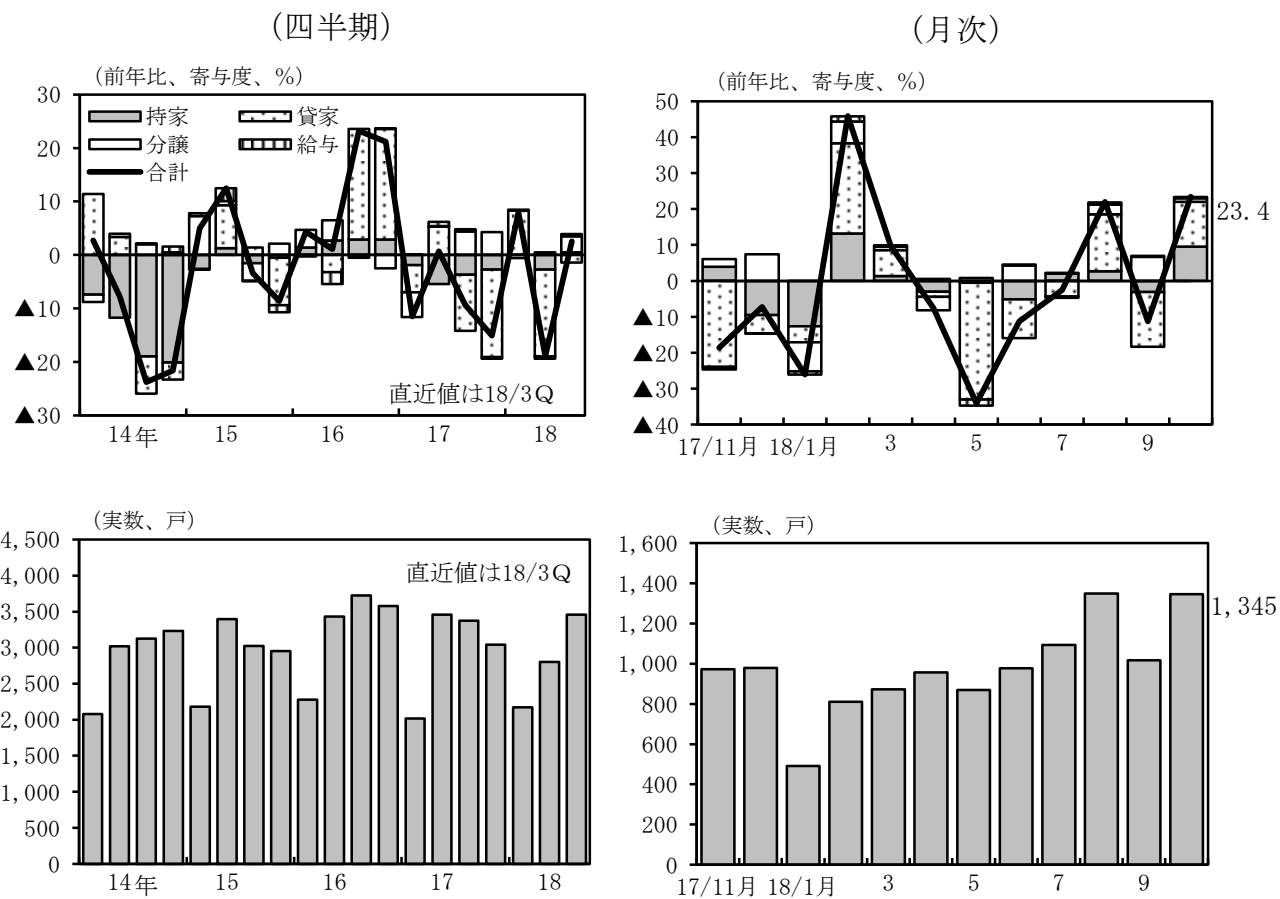 (四半期)
(前年比、寄与度、%)
持家 貸家
分譲 給与
合計
30
20
10
0
▲10
▲20
▲30
直近値は18/3Q
14年 15 16 17 18
(月次)
(前年比、寄与度、%)
50
40
30
20
10
0
▲10
▲20
▲30
▲40
23.4
17/11月 18/1月 3 5 7 9
(実数、戸)
4,500
4,000
3,500
3,000
2,500
2,000
1,500
1,000
500
0
直近値は18/3Q
14年 15 16 17 18
(実数、戸)
1,600
1,400
1,200
1,000
800
600
400
200
0
1,345
17/11月 18/1月 3 5 7 9